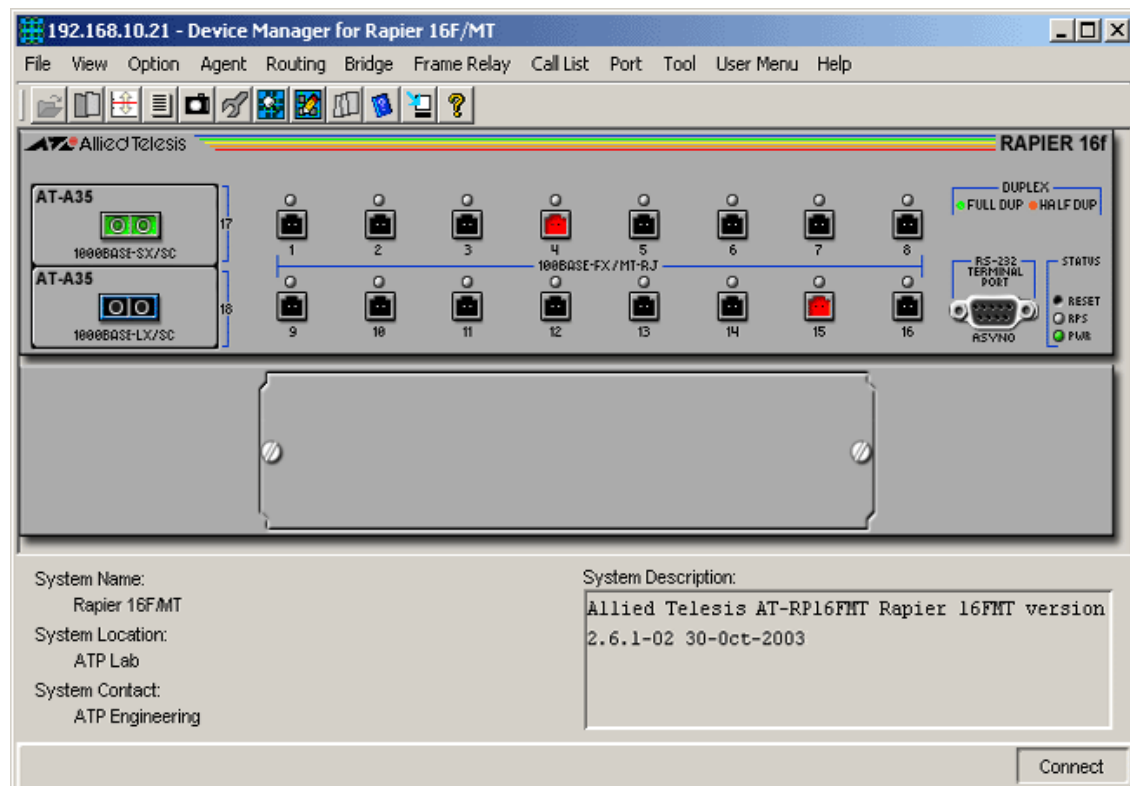 192.168.10.21 - Device Manager for Rapier 16F/MT
File View Option Agent Routing Bridge Frame Relay Call List Port Tool User Menu Help
Allied Telesis
RAPIER 16f
AT-A35
17
1000BASE-SX/SC
AT-A35
18
1000BASE-LX/SC
1 2 3 4 5 6 7 8
100BASE-FX/MT-RJ
9 10 11 12 13 14 15 16
DUPLEX
FULL DUP HALF DUP
RS-232
TERMINAL
PORT
ASYN0
STATUS
RESET
RPS
PWR
System Name:
Rapier 16F/MT
System Location:
ATP Lab
System Contact:
ATP Engineering
System Description:
Allied Telesis AT-RP16FMT Rapier 16FMT version
2.6.1-02 30-Oct-2003
Connect